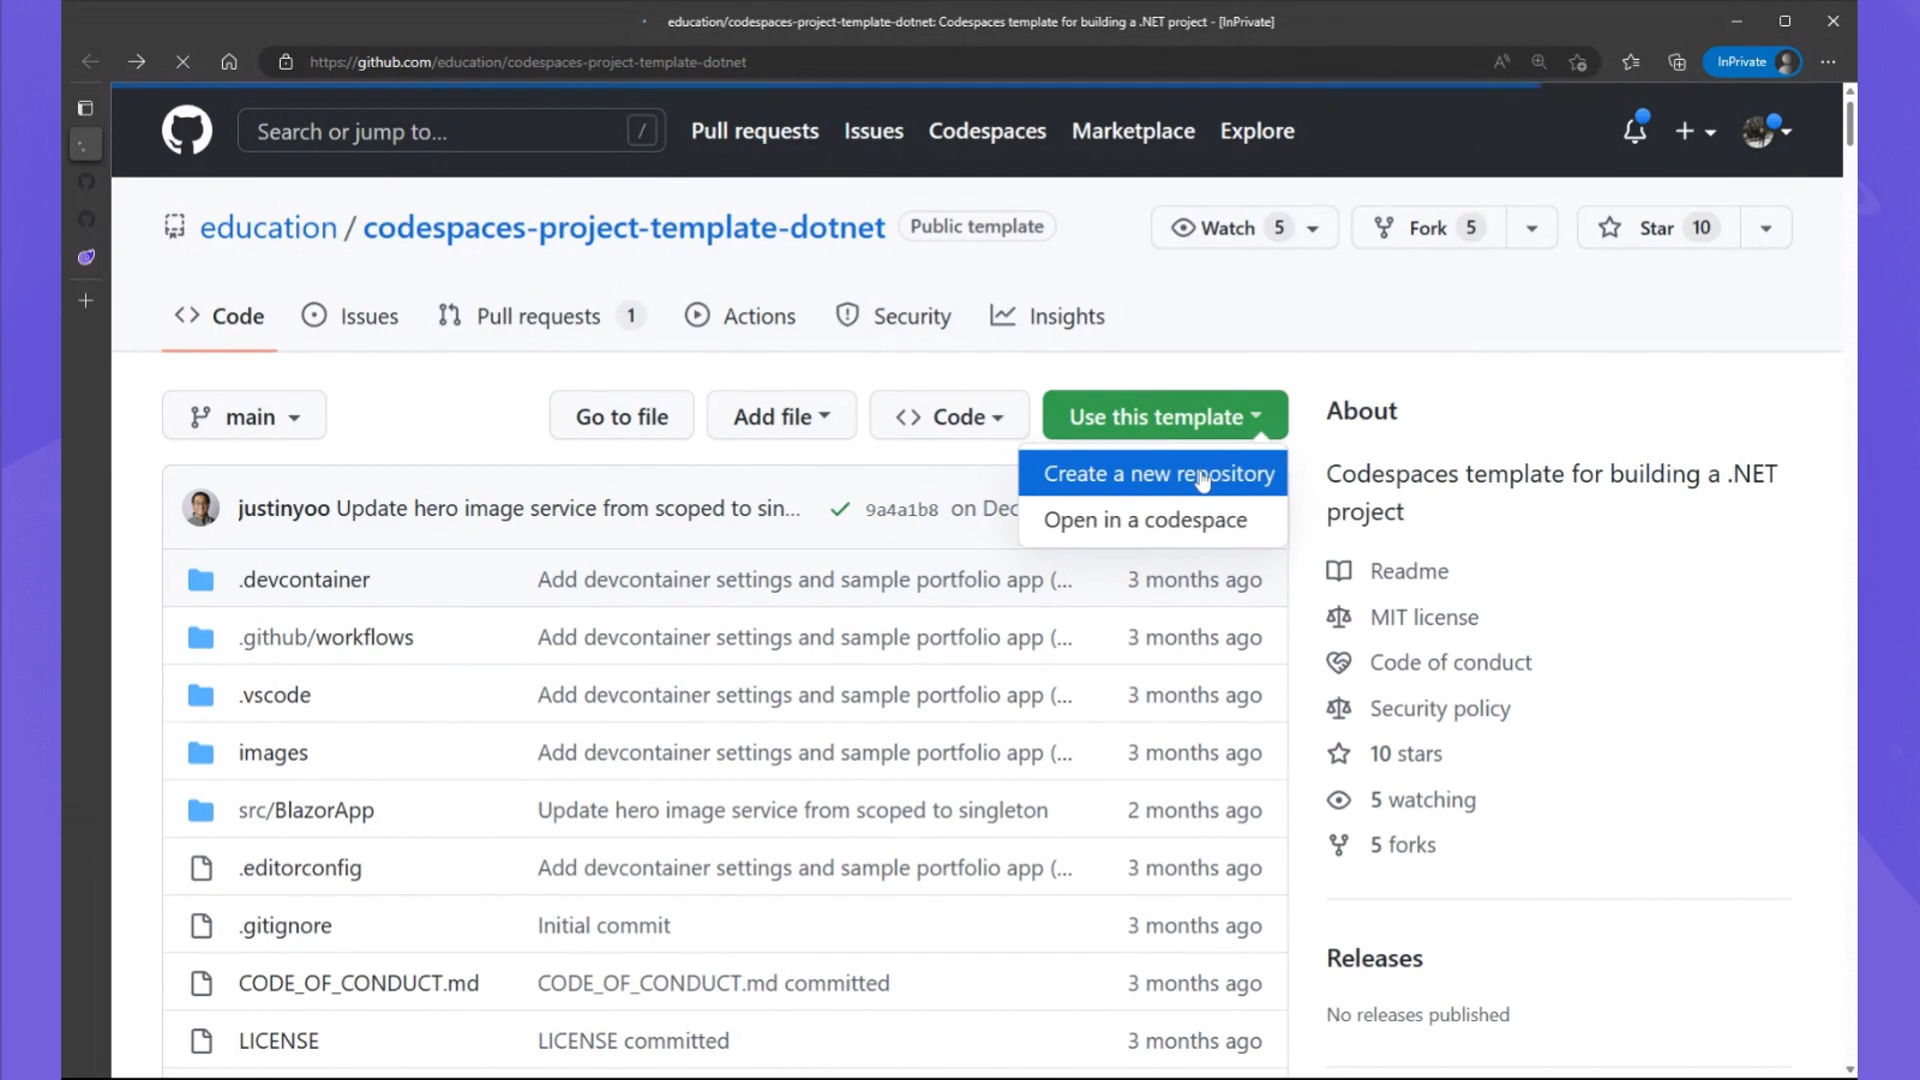 education/codespaces-project-template-dotnet: Codespaces template for building a .NET project - [InPrivate]
https://github.com/education/codespaces-project-template-dotnet
InPrivate
Search or jump to...
/
Pull requests
Issues
Codespaces
Marketplace
Explore
education / codespaces-project-template-dotnet
Public template
Watch 5
Fork 5
Star 10
Code
Issues
Pull requests 1
Actions
Security
Insights
main
Go to file
Add file
Code
Use this template
Create a new repository
Open in a codespace
justinyoo Update hero image service from scoped to sin...
9a4a1b8 on Dec
.devcontainer Add devcontainer settings and sample portfolio app (... 3 months ago
.github/workflows Add devcontainer settings and sample portfolio app (... 3 months ago
.vscode Add devcontainer settings and sample portfolio app (... 3 months ago
images Add devcontainer settings and sample portfolio app (... 3 months ago
src/BlazorApp Update hero image service from scoped to singleton 2 months ago
.editorconfig Add devcontainer settings and sample portfolio app (... 3 months ago
.gitignore Initial commit 3 months ago
CODE_OF_CONDUCT.md CODE_OF_CONDUCT.md committed 3 months ago
LICENSE LICENSE committed 3 months ago
About
Codespaces template for building a .NET
project
Readme
MIT license
Code of conduct
Security policy
10 stars
5 watching
5 forks
Releases
No releases published